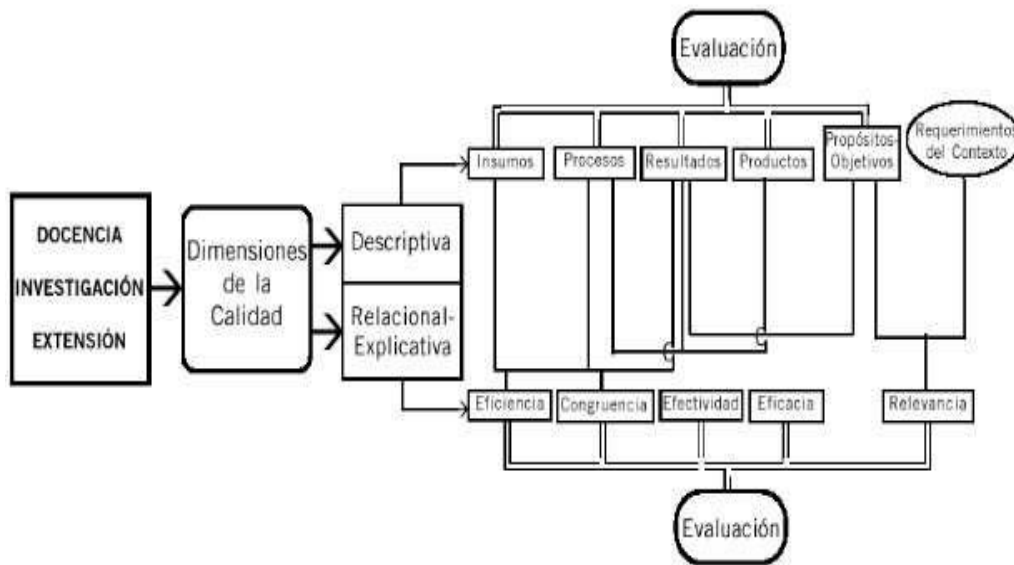 Evaluación
Insumos
Procesos
Resultados
Productos
Propósitos-
Objetivos
Requerimientos
del Contexto
DOCENCIA
INVESTIGACIÓN
EXTENSIÓN
Dimensiones
de la
Calidad
Descriptiva
Relacional-
Explicativa
Eficiencia
Congruencia
Efectividad
Eficacia
Relevancia
Evaluación